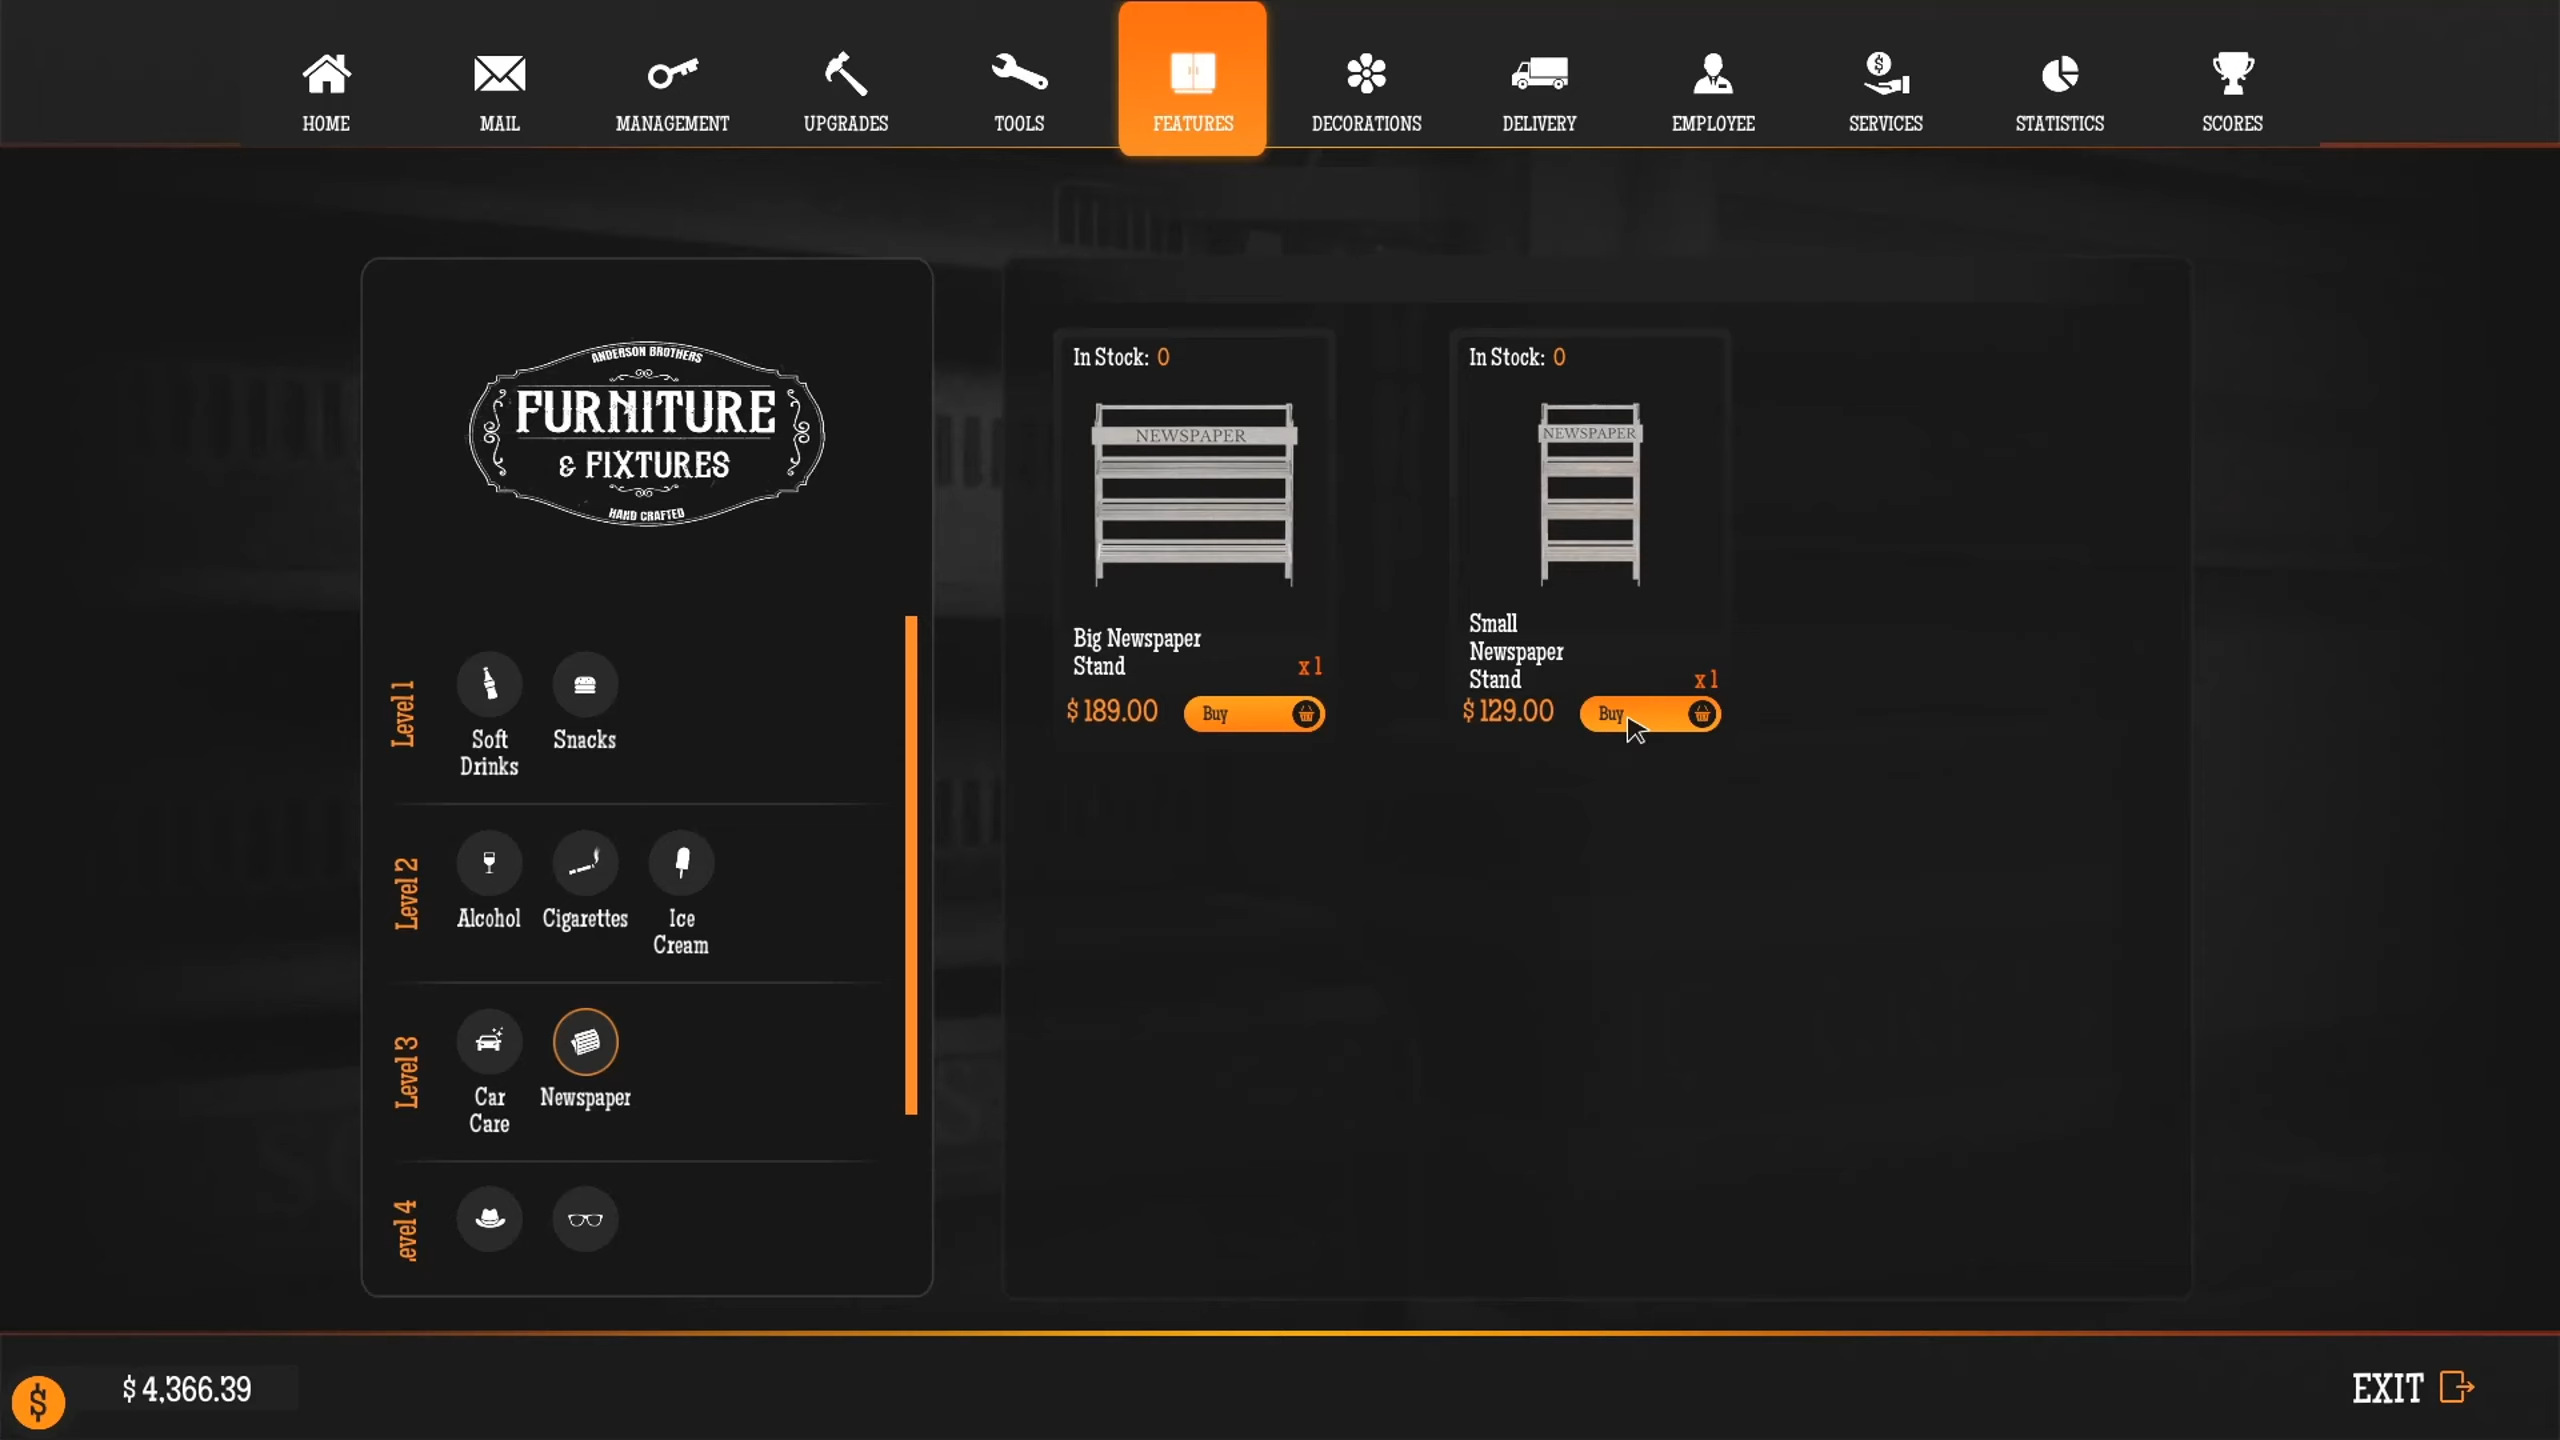 HOME
MAIL
MANAGEMENT
UPGRADES
TOOLS
FEATURES
DECORATIONS
DELIVERY
EMPLOYEE
SERVICES
STATISTICS
SCORES
ANDERSON BROTHERS
FURNITURE
& FIXTURES
HAND CRAFTED
Level 1
Soft
Drinks
Snacks
Level 2
Alcohol
Cigarettes
Ice
Cream
Level 3
Car
Care
Newspaper
evel 4
In Stock: 0
NEWSPAPER
Big Newspaper
Stand
x 1
$ 189.00
Buy
In Stock: 0
NEWSPAPER
Small
Newspaper
Stand
x 1
$ 129.00
Buy
$ 4,366.39
EXIT